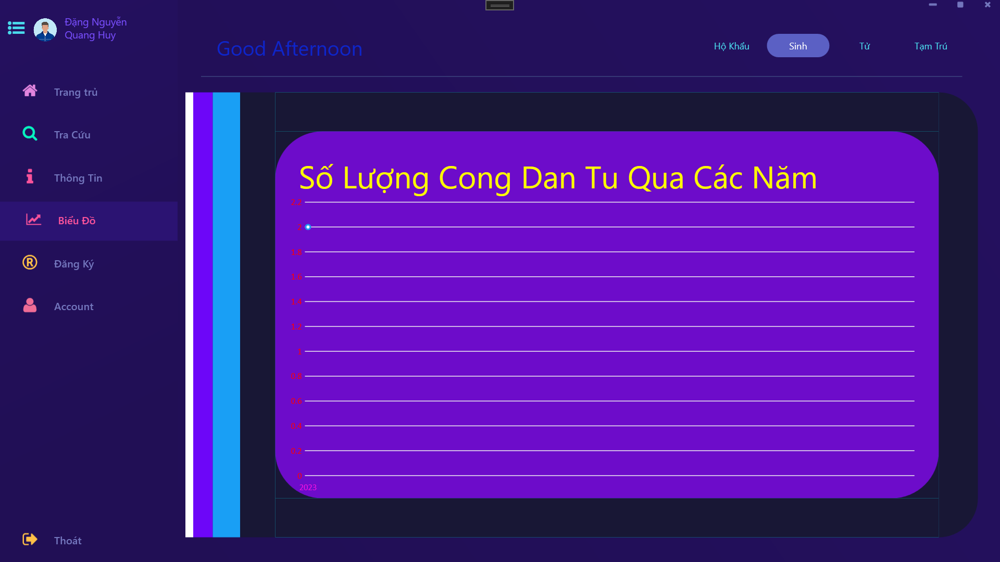 Đặng Nguyễn
Quang Huy
Good Afternoon
Hộ Khẩu
Sinh
Tử
Tạm Trú
Trang trủ
Tra Cứu
Thông Tin
Biểu Đồ
Đăng Ký
Account
Thoát
Số Lượng Cong Dan Tu Qua Các Năm
2.2
2
1.8
1.6
1.4
1.2
1
0.8
0.6
0.4
0.2
0
2023